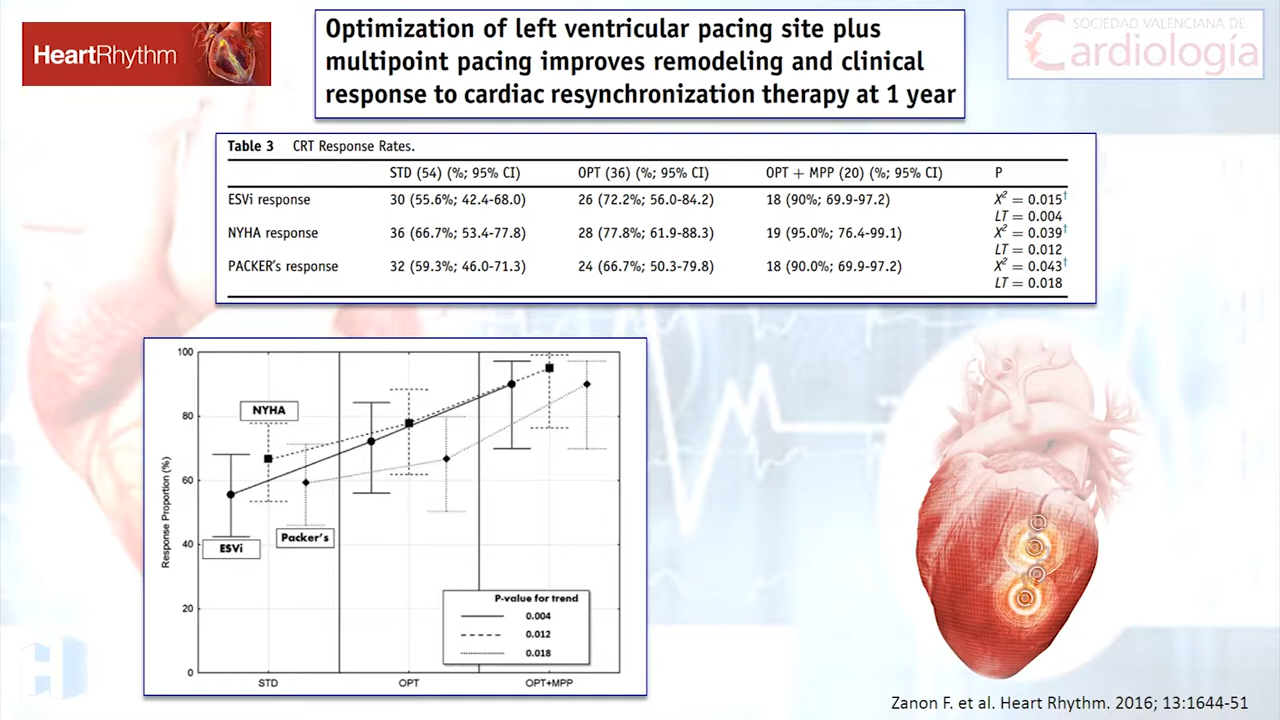 HeartRhythm
Optimization of left ventricular pacing site plus
multipoint pacing improves remodeling and clinical
response to cardiac resynchronization therapy at 1 year
SOCIEDAD VALENCIANA DE
Cardiología
Table 3 CRT Response Rates.
STD (54) (%; 95% CI) OPT (36) (%; 95% CI) OPT + MPP (20) (%; 95% CI) P
ESVi response 30 (55.6%; 42.4-68.0) 26 (72.2%; 56.0-84.2) 18 (90%; 69.9-97.2) X² = 0.015†
LT = 0.004
NYHA response 36 (66.7%; 53.4-77.8) 28 (77.8%; 61.9-88.3) 19 (95.0%; 76.4-99.1) X² = 0.039†
LT = 0.012
PACKER's response 32 (59.3%; 46.0-71.3) 24 (66.7%; 50.3-79.8) 18 (90.0%; 69.9-97.2) X² = 0.043†
LT = 0.018
Response Proportion (%)
100
80
60
40
20
0
NYHA
ESVi
Packer's
P-value for trend
0.004
0.012
0.018
STD OPT OPT+MPP
Zanon F. et al. Heart Rhythm. 2016; 13:1644-51